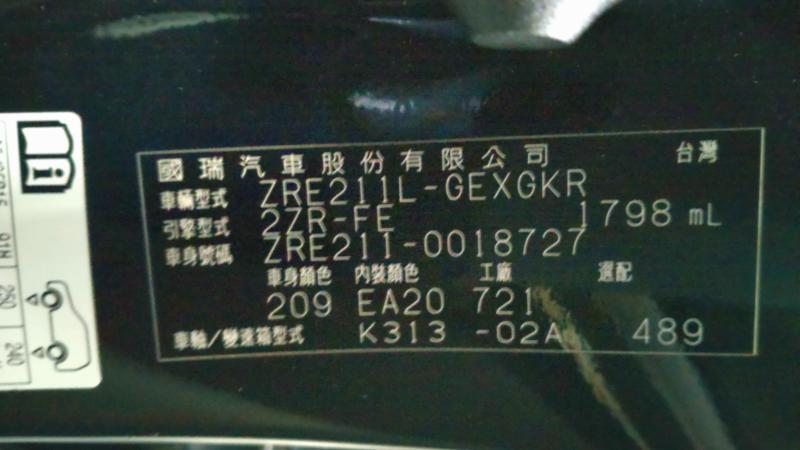 國瑞汽車股份有限公司 台灣
車輛型式 ZRE211L-GEXGKR
引擎型式 2ZR-FE 1798 mL
車身號碼 ZRE211-0018727
車身顏色 內裝顏色 工廠 選配
209 EA20 721
車軸/變速箱型式 K313 -02A 489
250
240